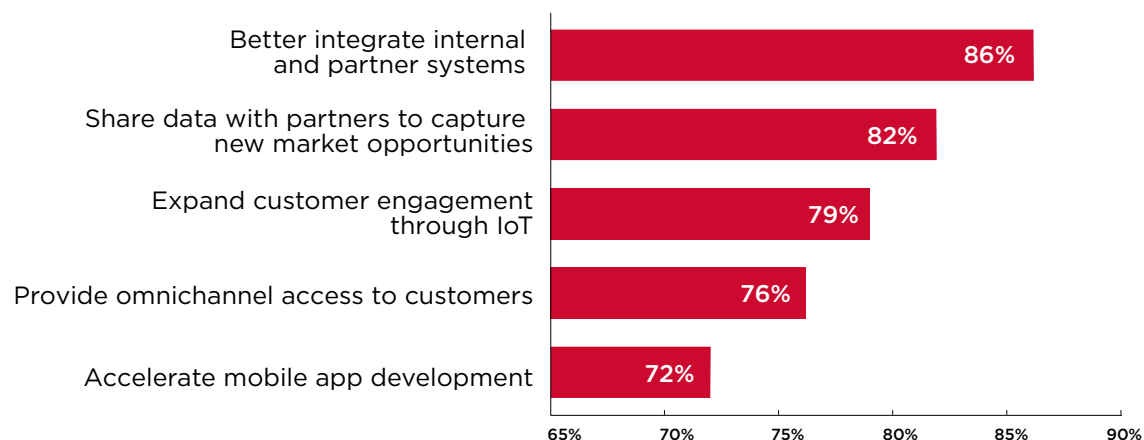 Better integrate internal
and partner systems
86%
Share data with partners to capture
new market opportunities
82%
Expand customer engagement
through IoT
79%
Provide omnichannel access to customers
76%
Accelerate mobile app development
72%
65% 70% 75% 80% 85% 90%